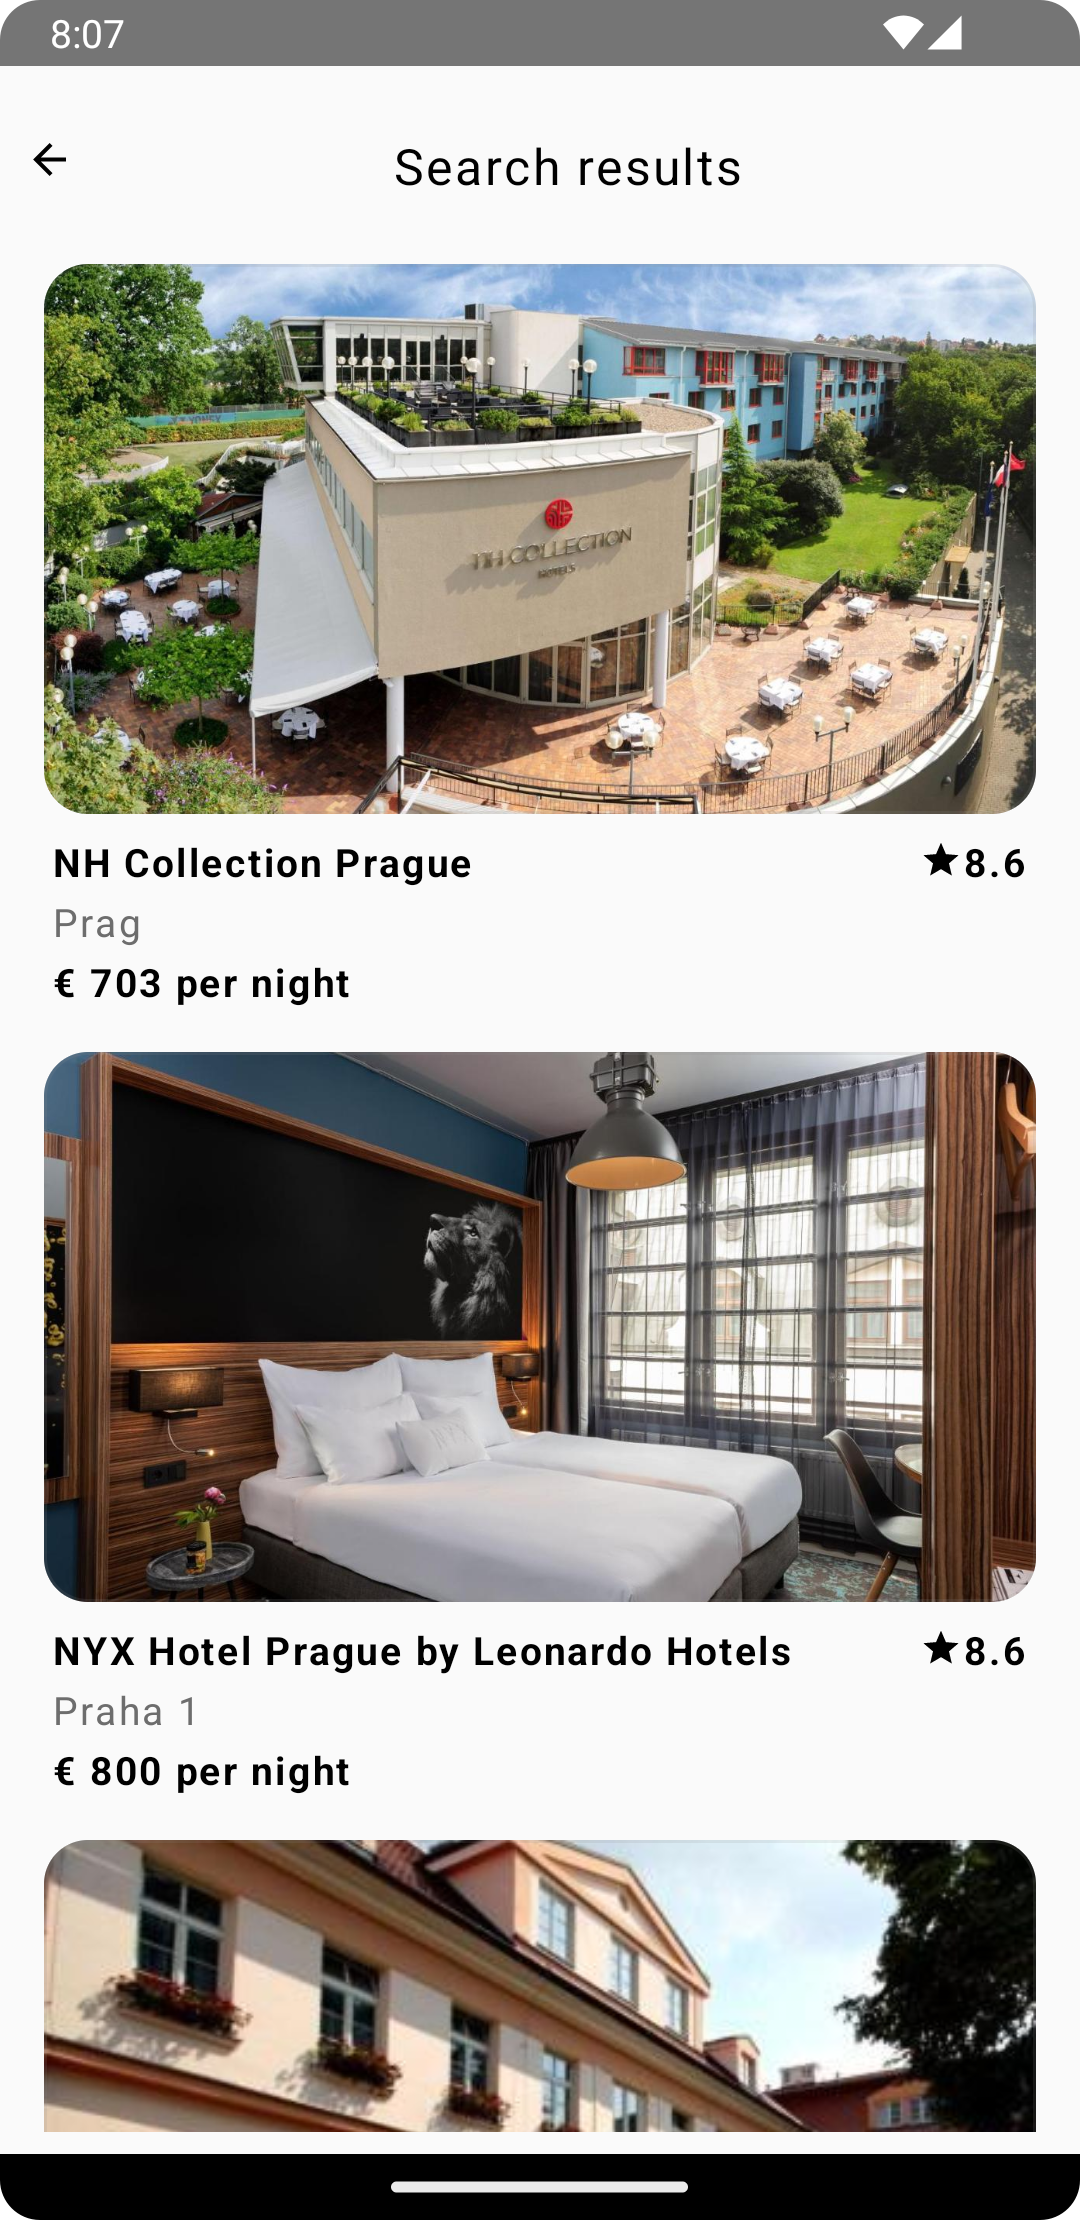 8:07
Search results
NH COLLECTION
HOTELS
NH Collection Prague
8.6
Prag
€ 703 per night
NYX
NYX Hotel Prague by Leonardo Hotels
8.6
Praha 1
€ 800 per night